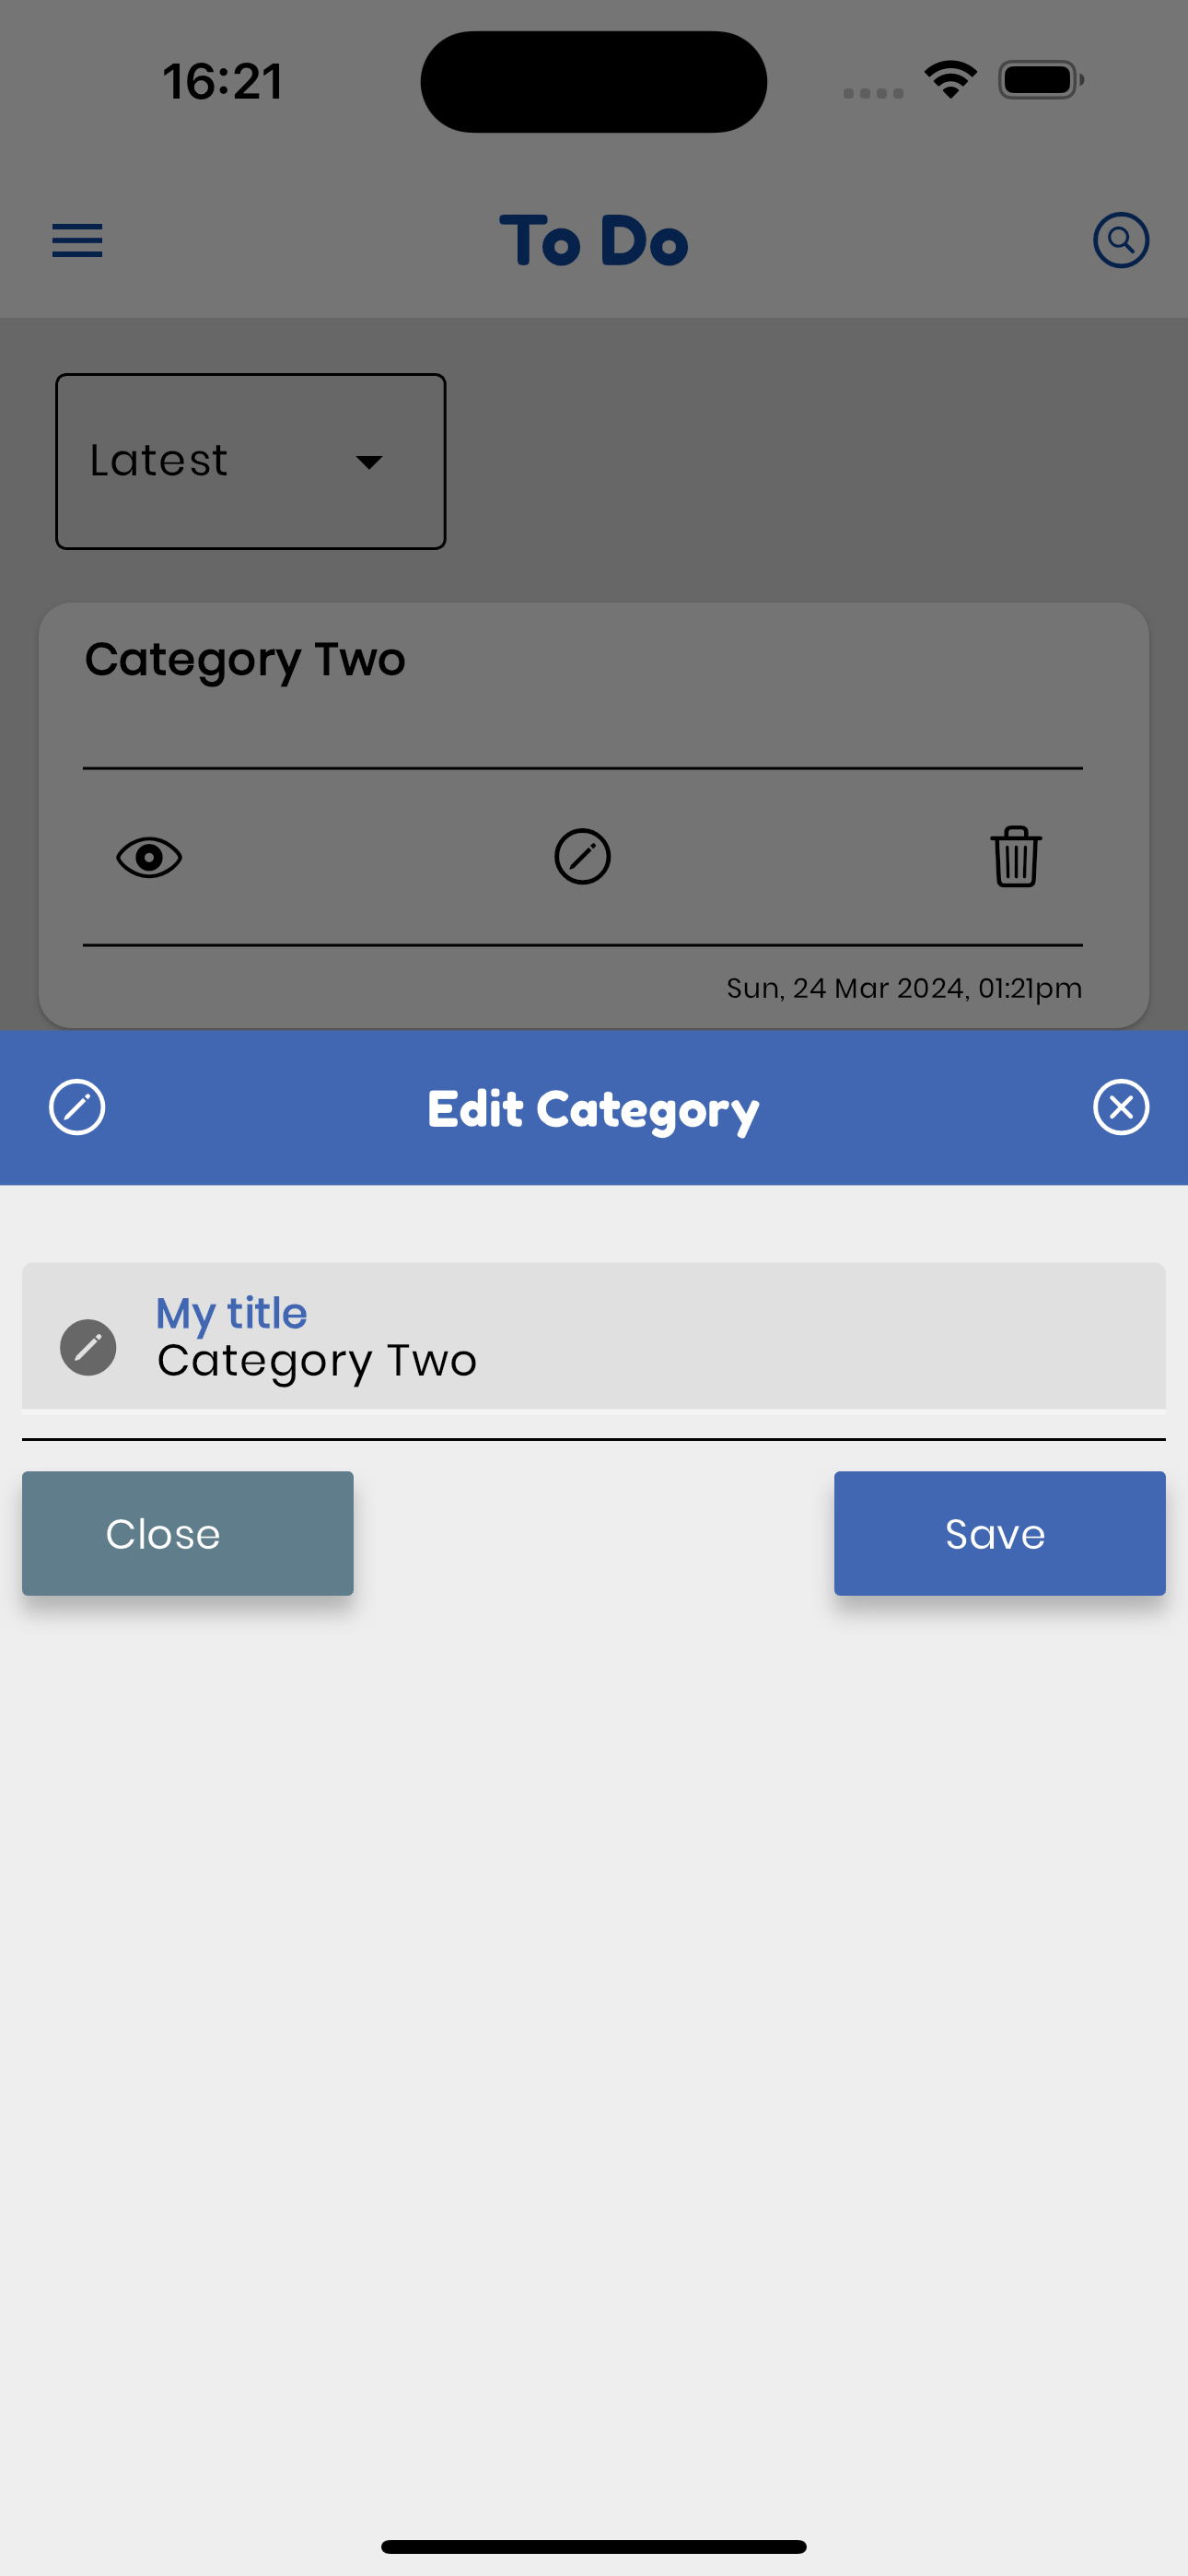 16:21
To Do
Latest
Category Two
Sun, 24 Mar 2024, 01:21pm
Edit Category
My title
Category Two
Close
Save